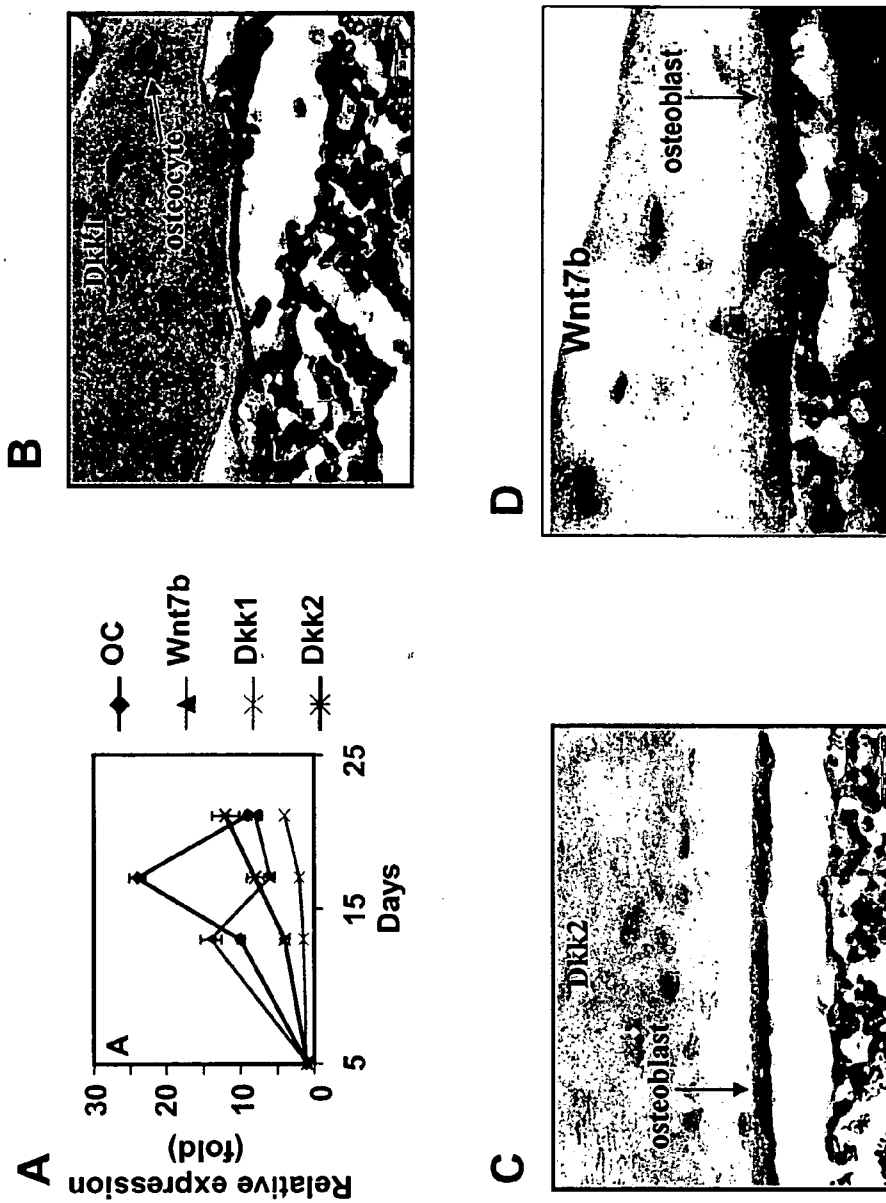 A
Relative expression
(fold)
30
20
10
0
A
5
15
25
Days
OC
Wnt7b
Dkk1
Dkk2
B
Dkk1
osteocyte
C
Dkk2
osteoblast
D
Wnt7b
osteoblast